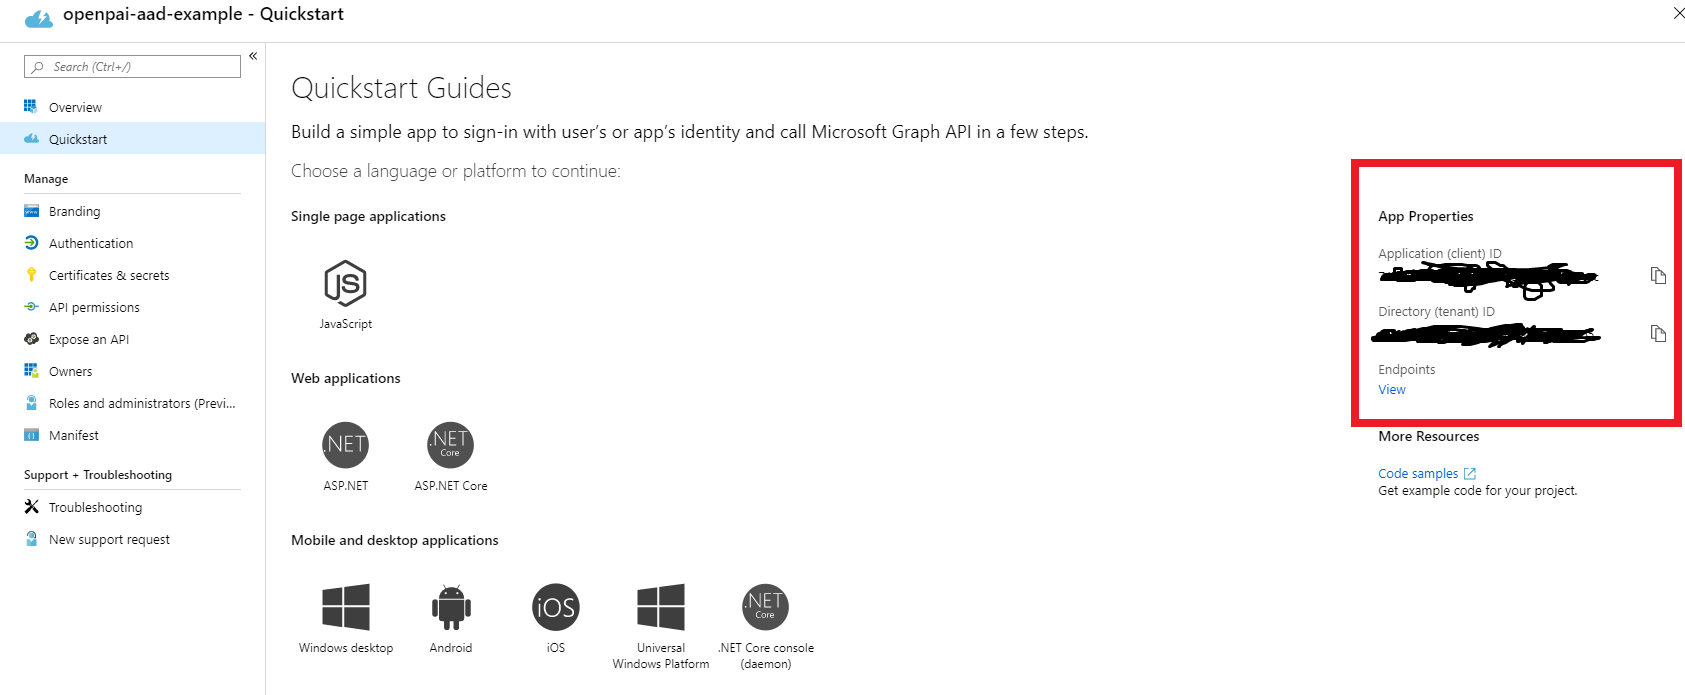 openpai-aad-example - Quickstart
Search (Ctrl+/)
«
Overview
Quickstart
Manage
Branding
Authentication
Certificates & secrets
API permissions
Expose an API
Owners
Roles and administrators (Previ...
Manifest
Support + Troubleshooting
Troubleshooting
New support request
Quickstart Guides
Build a simple app to sign-in with user's or app's identity and call Microsoft Graph API in a few steps.
Choose a language or platform to continue:
Single page applications
JS
JavaScript
Web applications
.NET
.NET
Core
ASP.NET
ASP.NET Core
Mobile and desktop applications
iOS
.NET
Core
Windows desktop
Android
iOS
Universal
Windows Platform
.NET Core console
(daemon)
App Properties
Application (client) ID
Directory (tenant) ID
Endpoints
View
More Resources
Code samples
Get example code for your project.